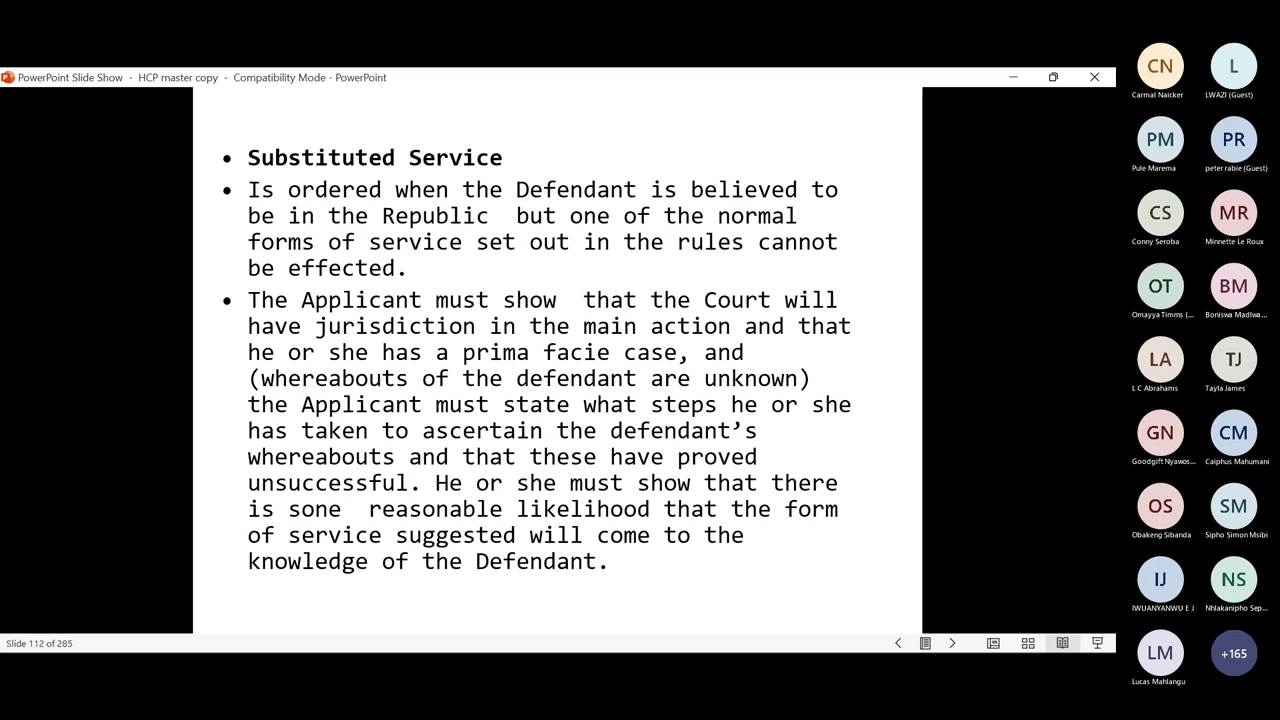 PowerPoint Slide Show - HCP master copy - Compatibility Mode - PowerPoint
• Substituted Service
• Is ordered when the Defendant is believed to
be in the Republic but one of the normal
forms of service set out in the rules cannot
be effected.
• The Applicant must show that the Court will
have jurisdiction in the main action and that
he or she has a prima facie case, and
(whereabouts of the defendant are unknown)
the Applicant must state what steps he or she
has taken to ascertain the defendant’s
whereabouts and that these have proved
unsuccessful. He or she must show that there
is sone reasonable likelihood that the form
of service suggested will come to the
knowledge of the Defendant.
Slide 112 of 285
CN L
Carmal Naicker LWAZI (Guest)
PM PR
Pule Marema peter rabie (Guest)
CS MR
Conny Seroba Minnette Le Roux
OT BM
Omayya Timms (... Boniswa Madlwa...
LA TJ
L C Abrahams Tayla James
GN CM
Goodgift Nyawos... Caiphus Mahumani
OS SM
Obakeng Sibanda Sipho Simon Msibi
IJ NS
IWUANYANWU E J Nhlakanipho Sep...
LM +165
Lucas Mahlangu